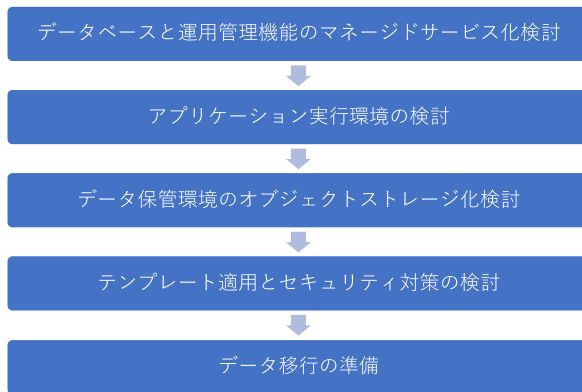 データベースと運用管理機能のマネージドサービス化検討
アプリケーション実行環境の検討
データ保管環境のオブジェクトストレージ化検討
テンプレート適用とセキュリティ対策の検討
データ移行の準備